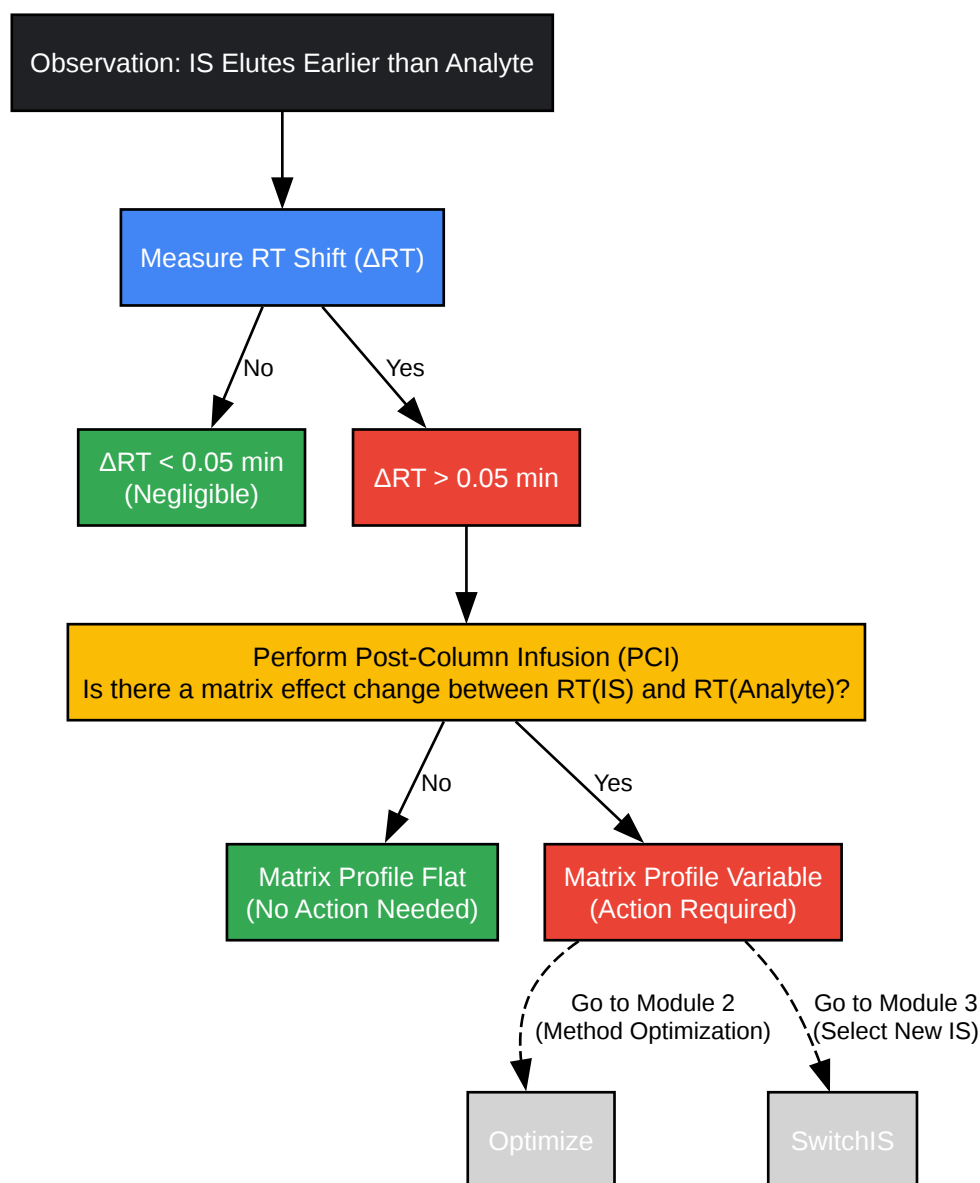 Observation: IS Elutes Earlier than Analyte
Measure RT Shift (ΔRT)
No
Yes
ΔRT < 0.05 min
(Negligible)
ΔRT > 0.05 min
Perform Post-Column Infusion (PCI)
Is there a matrix effect change between RT(IS) and RT(Analyte)?
No
Yes
Matrix Profile Flat
(No Action Needed)
Matrix Profile Variable
(Action Required)
Go to Module 2
(Method Optimization)
Go to Module 3
(Select New IS)
Optimize
SwitchIS